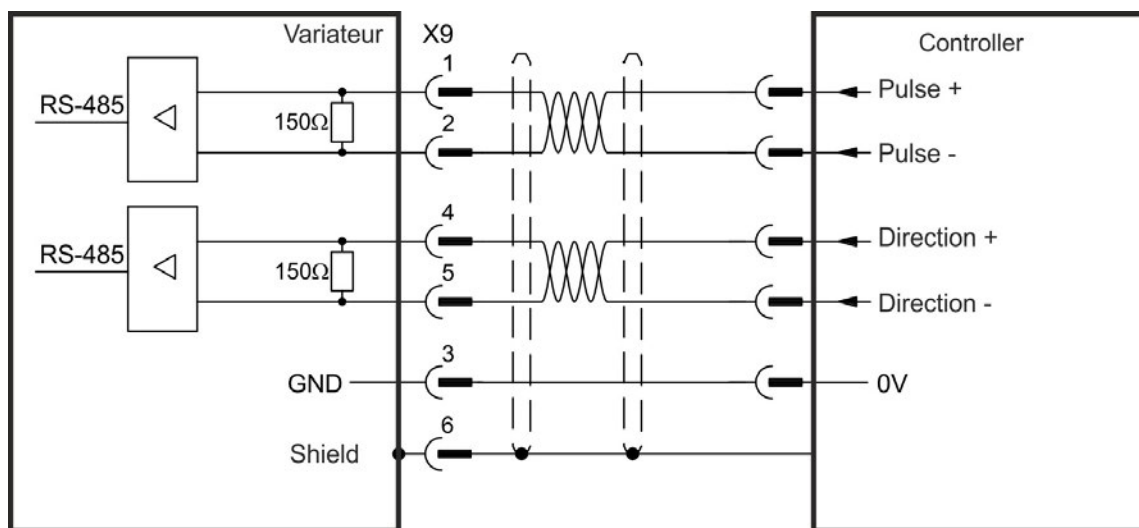 Variateur X9 Controller
1
RS-485 150Ω Pulse +
2
Pulse -
4
RS-485 150Ω Direction +
5
Direction -
3
GND 0V
6
Shield